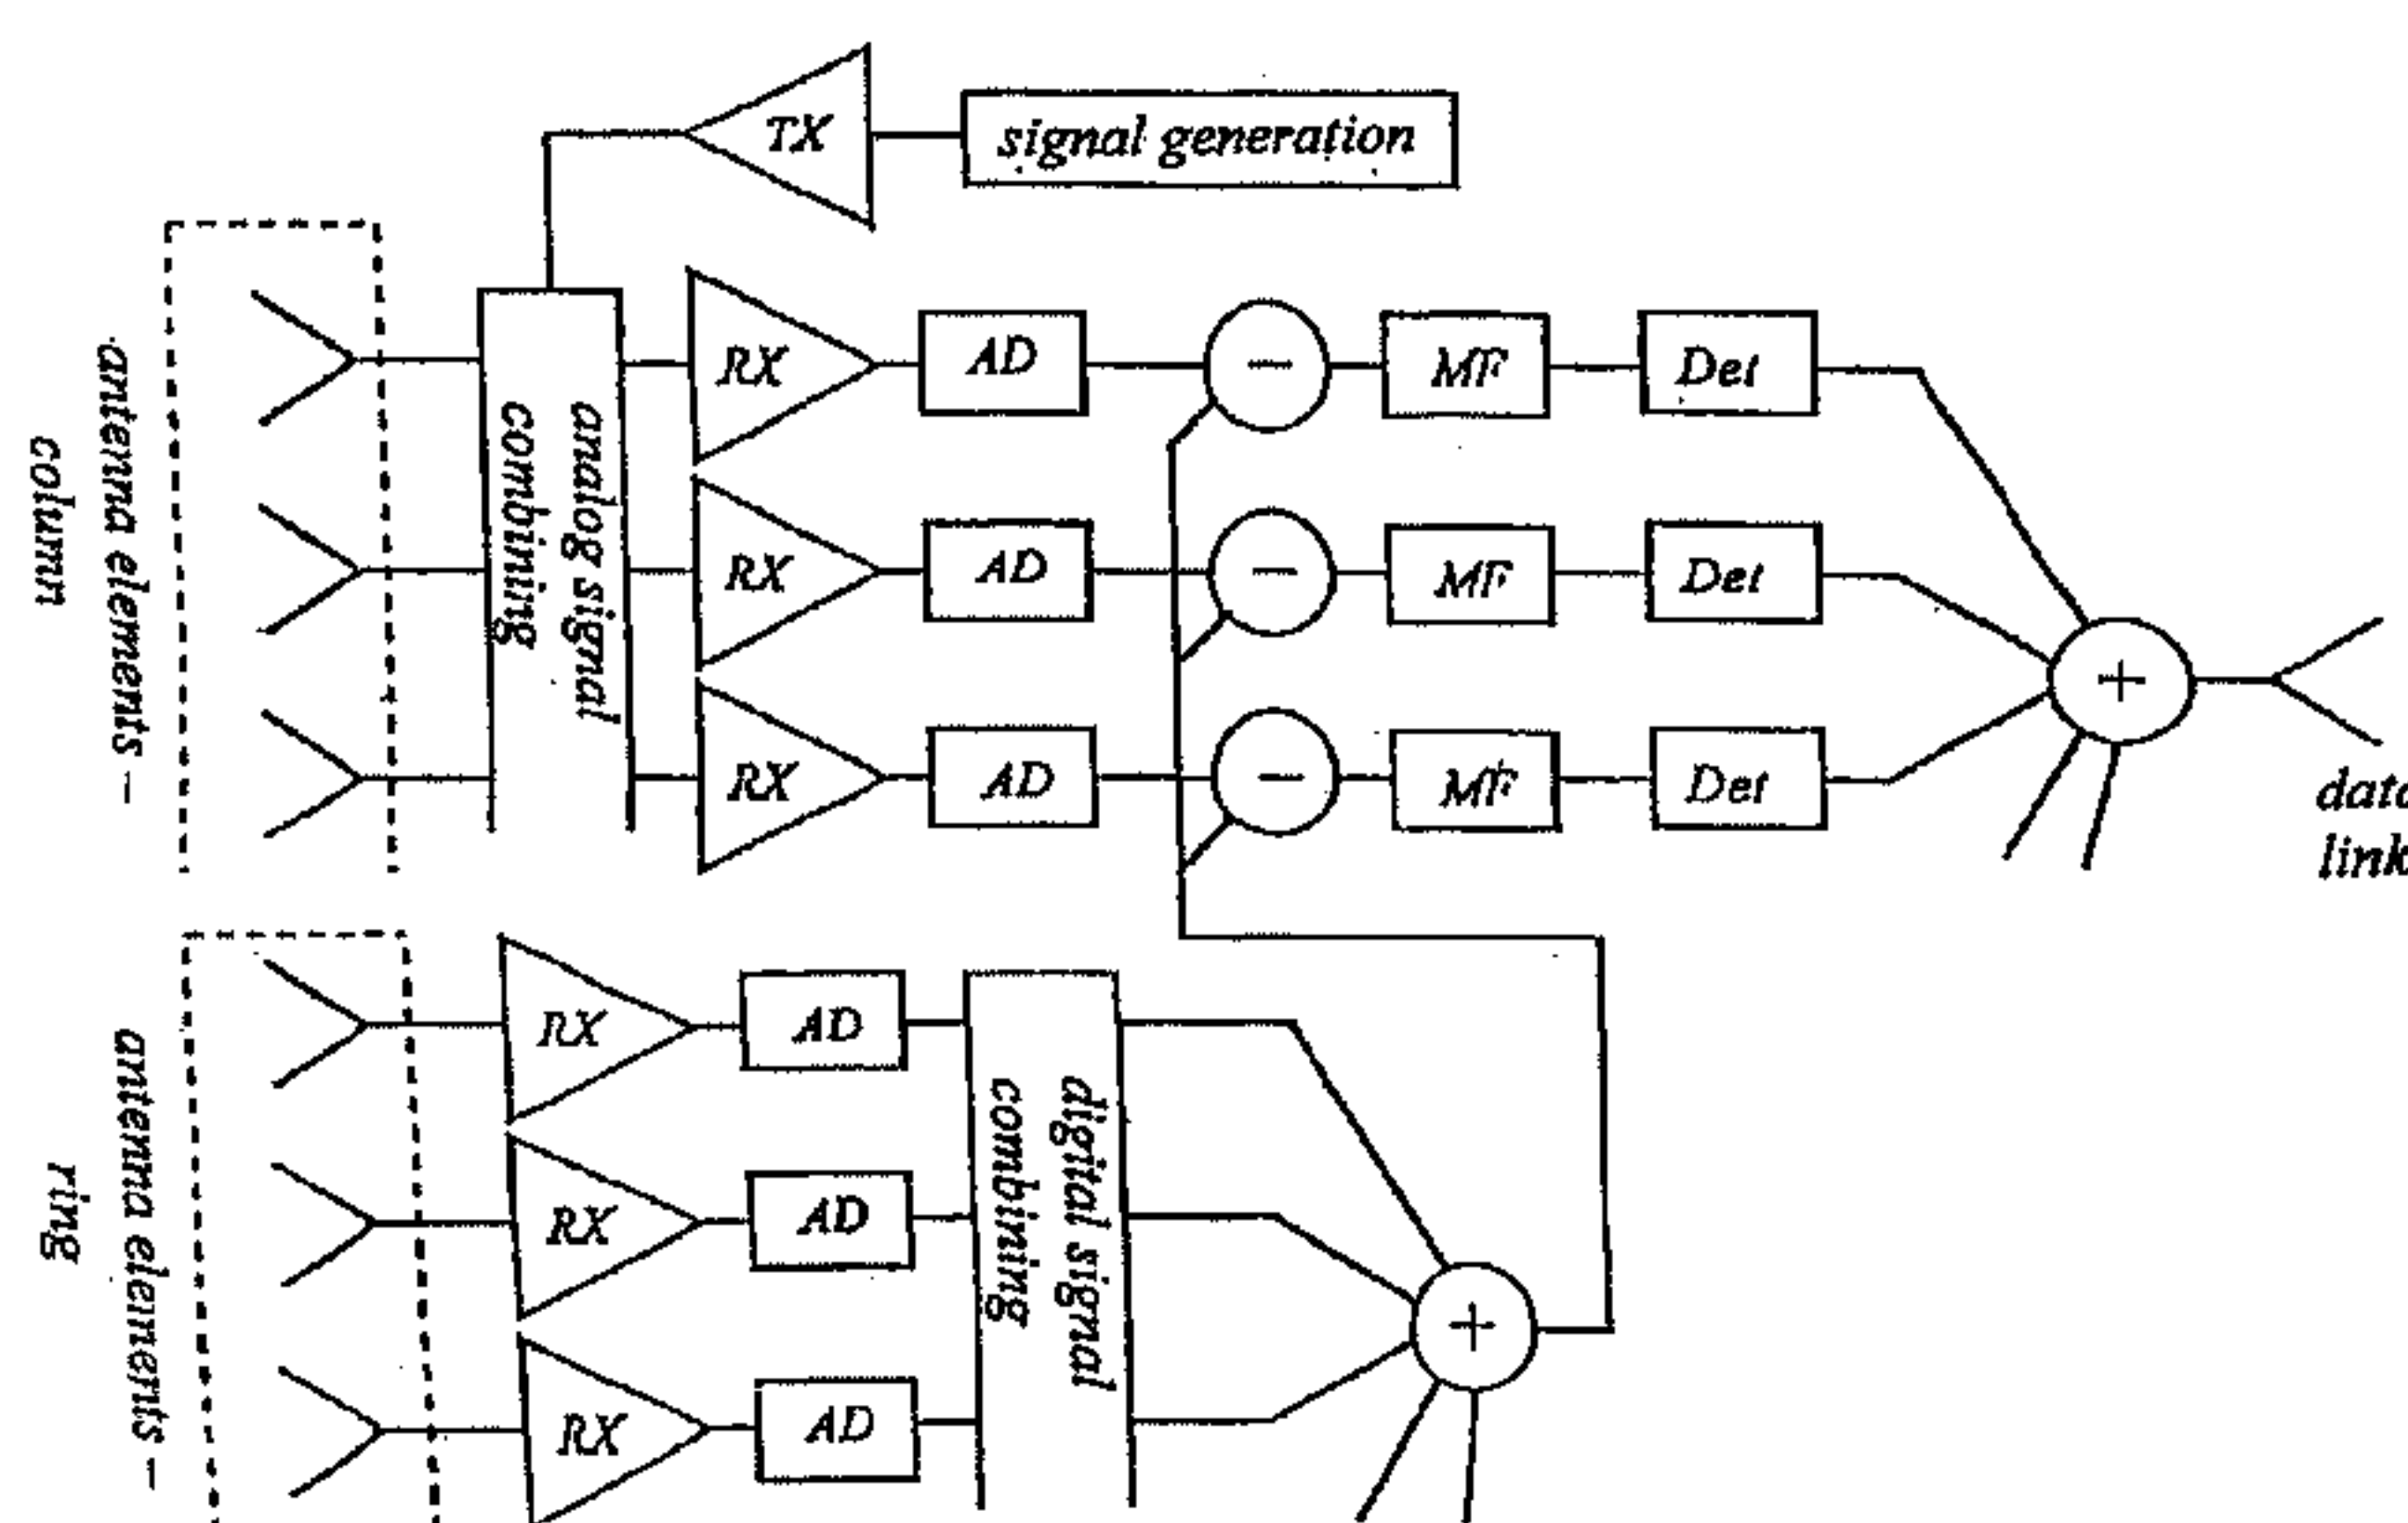 TX
signal generation
antenna elements –
column
analog signal
combining
RX
AD
–
MF
Det
RX
AD
–
MF
Det
RX
AD
–
MF
Det
+
link
antenna elements –
ring
RX
AD
RX
AD
RX
AD
digital signal
combining
+